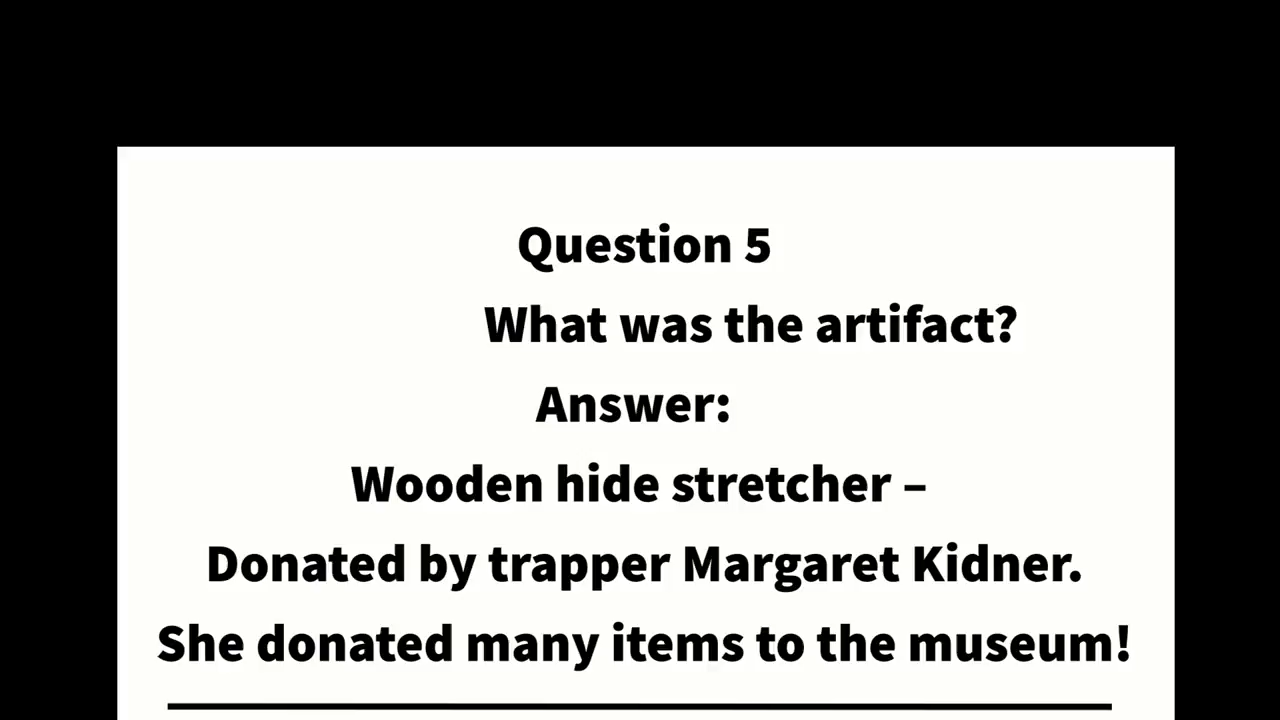 Question 5
What was the artifact?
Answer:
Wooden hide stretcher –
Donated by trapper Margaret Kidner.
She donated many items to the museum!